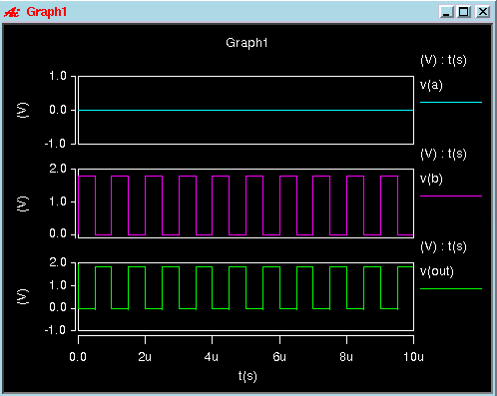 Graph1
Graph1
(V) : t(s)
v(a)
1.0
0.0
-1.0
(V)
(V) : t(s)
v(b)
2.0
1.0
0.0
(V)
(V) : t(s)
v(out)
2.0
1.0
0.0
-1.0
(V)
0.0 2u 4u 6u 8u 10u
t(s)